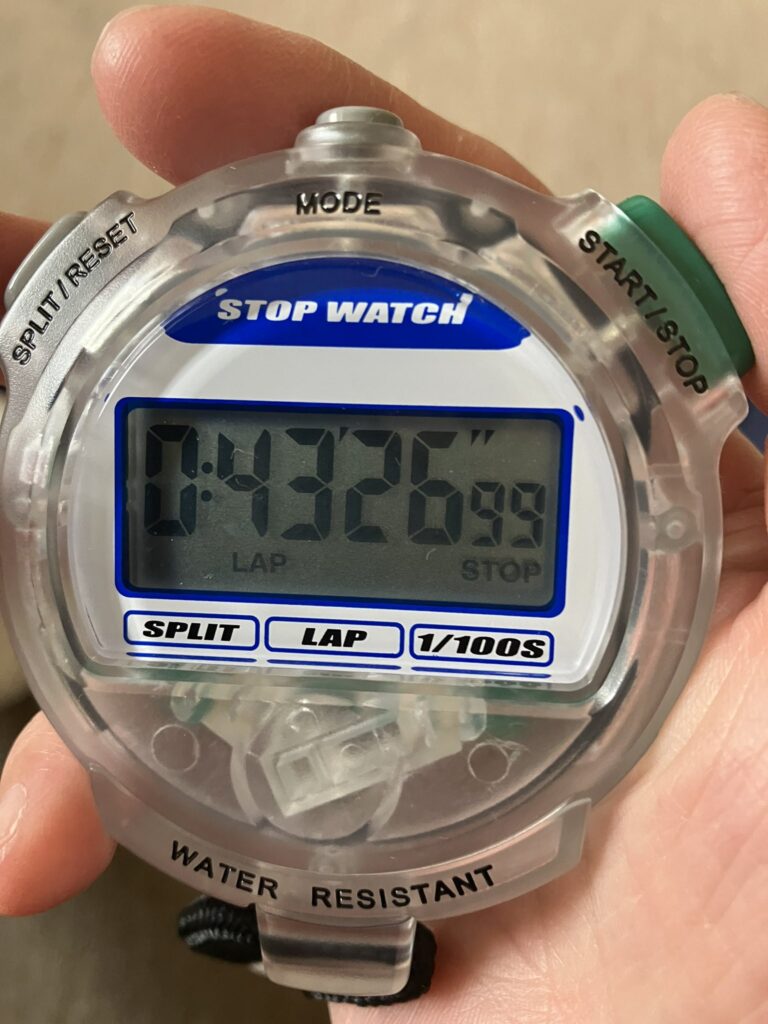 MODE
SPLIT/RESET
START/STOP
STOP WATCH
0:43'26"99
LAP STOP
SPLIT LAP 1/100S
WATER RESISTANT